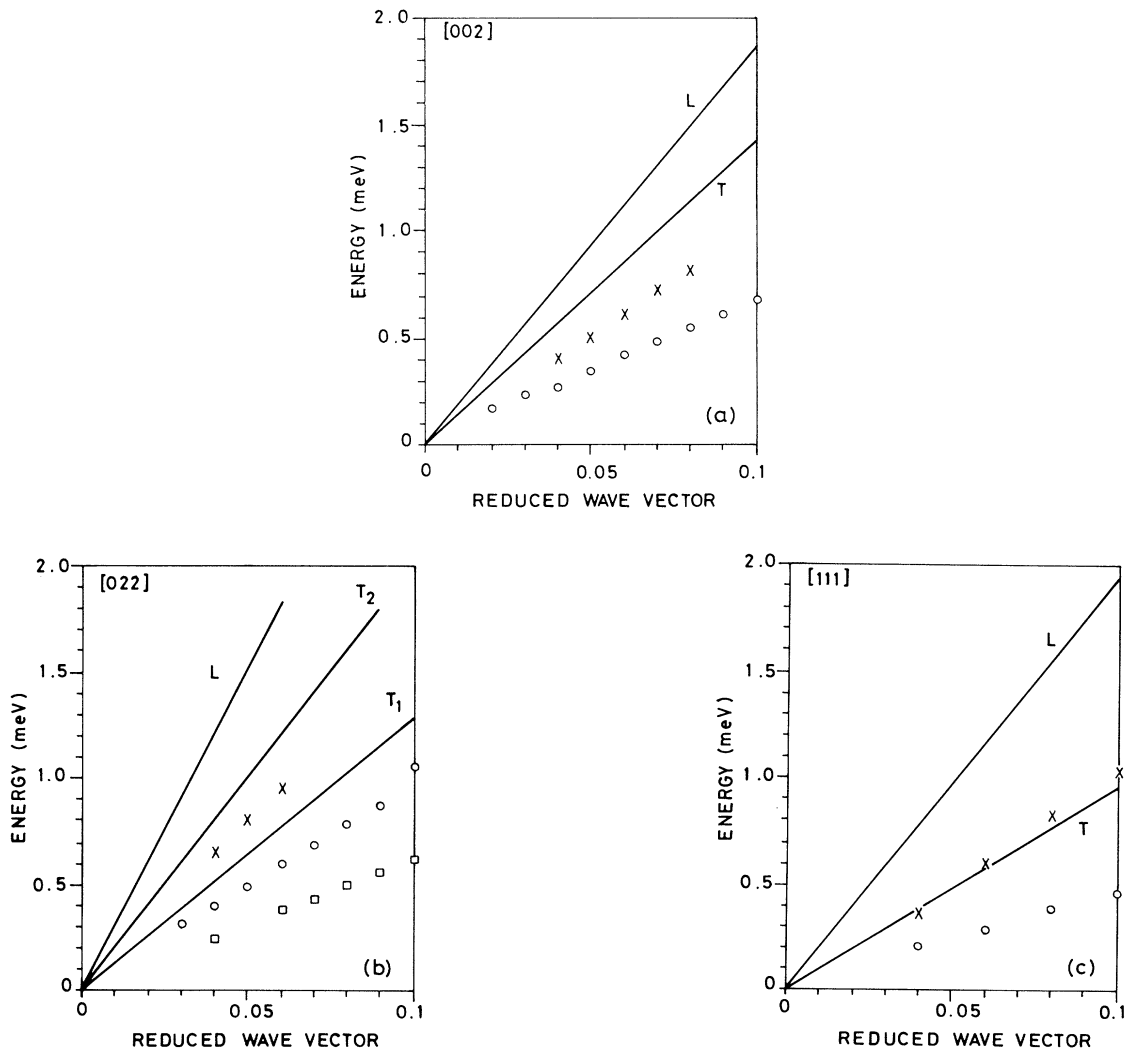 [002]
2.0
1.5
1.0
0.5
0
ENERGY (meV)
L
T
(a)
0
0.05
0.1
REDUCED WAVE VECTOR
[022]
2.0
1.5
1.0
0.5
0
ENERGY (meV)
L
T2
T1
(b)
0
0.05
0.1
REDUCED WAVE VECTOR
[111]
2.0
1.5
1.0
0.5
0
ENERGY (meV)
L
T
(c)
0
0.05
0.1
REDUCED WAVE VECTOR